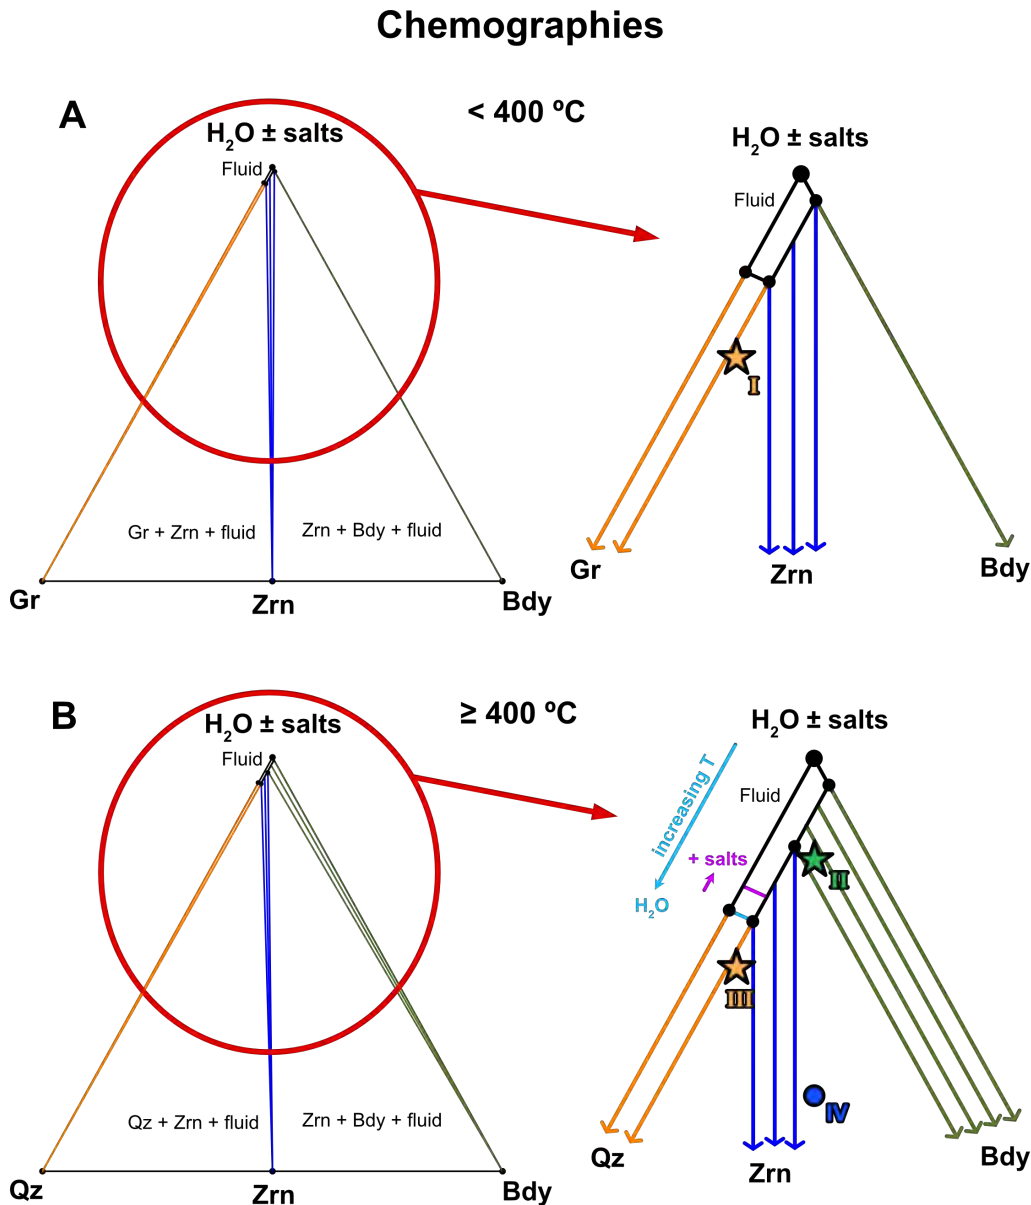 Chemographies
A
< 400 ºC
H2O ± salts
Fluid
Gr + Zrn + fluid
Zrn + Bdy + fluid
Gr
Zrn
Bdy
H2O ± salts
Fluid
I
Gr
Zrn
Bdy
B
≥ 400 ºC
H2O ± salts
Fluid
Qz + Zrn + fluid
Zrn + Bdy + fluid
Qz
Zrn
Bdy
H2O ± salts
increasing T
Fluid
+ salts
H2O
II
III
IV
Qz
Zrn
Bdy